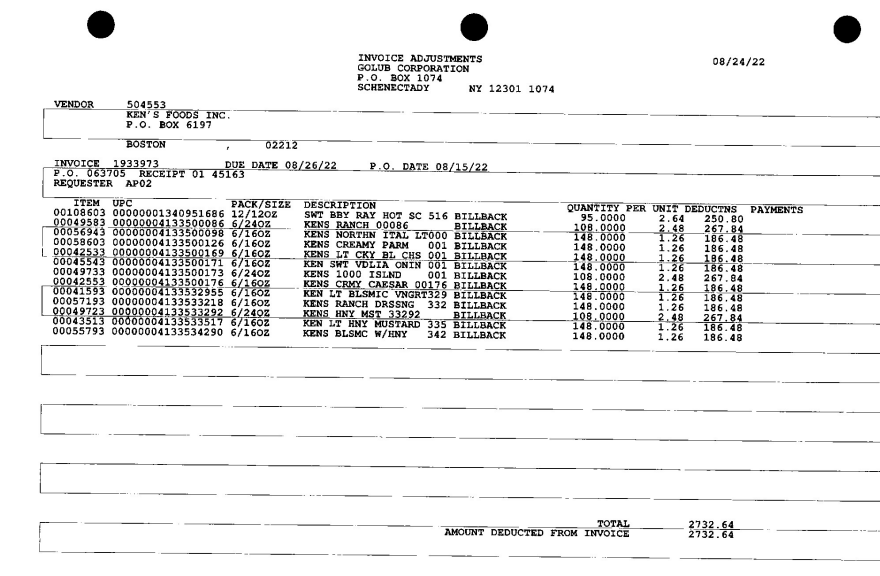 INVOICE ADJUSTMENTS 08/24/22
GOLUB CORPORATION
P.O. BOX 1074
SCHENECTADY NY 12301 1074
VENDOR 504553
KEN'S FOODS INC.
P.O. BOX 6197
BOSTON , 02212
INVOICE 1933973 DUE DATE 08/26/22 P.O. DATE 08/15/22
P.O. 063705 RECEIPT 01 45163
REQUESTER AP02
ITEM UPC PACK/SIZE DESCRIPTION QUANTITY PER UNIT DEDUCTNS PAYMENTS
00108603 00000001340951686 12/12OZ SWT BBY RAY HOT SC 516 BILLBACK 95.0000 2.64 250.80
00049583 00000004133500086 6/24OZ KENS RANCH 00086 BILLBACK 108.0000 2.48 267.84
00056943 00000004133500098 6/16OZ KENS NORTHN ITAL LT000 BILLBACK 148.0000 1.26 186.48
00058603 00000004133500126 6/16OZ KENS CREAMY PARM 001 BILLBACK 148.0000 1.26 186.48
00042533 00000004133500169 6/16OZ KENS LT CKY BL CHS 001 BILLBACK 148.0000 1.26 186.48
00045543 00000004133500171 6/16OZ KEN SWT VDLIA ONIN 001 BILLBACK 148.0000 1.26 186.48
00049733 00000004133500173 6/24OZ KENS 1000 ISLND 001 BILLBACK 108.0000 2.48 267.84
00042553 00000004133500176 6/16OZ KENS CRMY CAESAR 00176 BILLBACK 148.0000 1.26 186.48
00041593 00000004133532955 6/16OZ KEN LT BLSMIC VNGRT329 BILLBACK 148.0000 1.26 186.48
00057193 00000004133533218 6/16OZ KENS RANCH DRSSNG 332 BILLBACK 148.0000 1.26 186.48
00049723 00000004133533292 6/24OZ KENS HNY MST 33292 BILLBACK 108.0000 2.48 267.84
00043513 00000004133533517 6/16OZ KEN LT HNY MUSTARD 335 BILLBACK 148.0000 1.26 186.48
00055793 00000004133534290 6/16OZ KENS BLSMC W/HNY 342 BILLBACK 148.0000 1.26 186.48
TOTAL 2732.64
AMOUNT DEDUCTED FROM INVOICE 2732.64